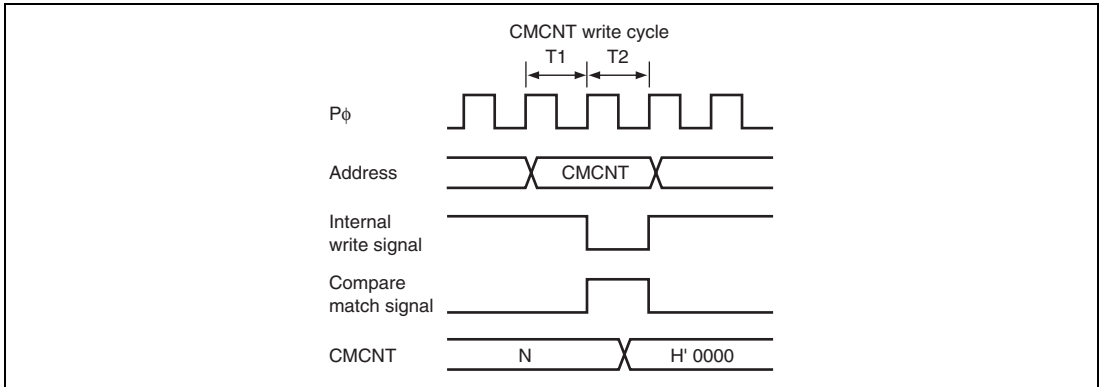 CMCNT write cycle
T1 T2
Pφ
Address CMCNT
Internal
write signal
Compare
match signal
CMCNT N H' 0000